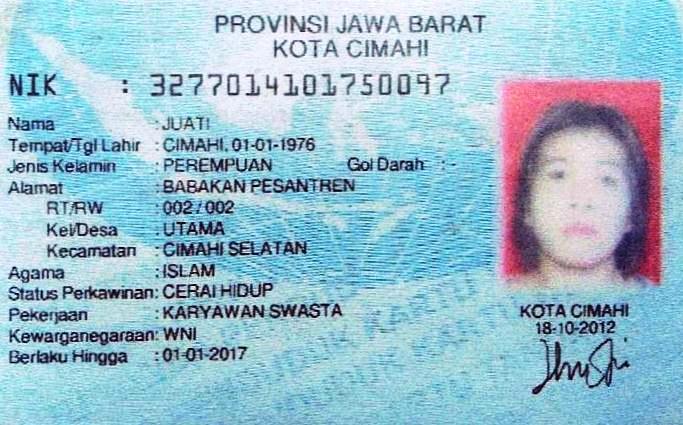 PROVINSI JAWA BARAT
KOTA CIMAHI
NIK : 3277014101750097
Nama : JUATI
Tempat/Tgl Lahir : CIMAHI, 01-01-1976
Jenis Kelamin : PEREMPUAN Gol Darah : -
Alamat : BABAKAN PESANTREN
RT/RW : 002 / 002
Kel/Desa : UTAMA
Kecamatan : CIMAHI SELATAN
Agama : ISLAM
Status Perkawinan: CERAI HIDUP
Pekerjaan : KARYAWAN SWASTA
Kewarganegaraan: WNI
Berlaku Hingga : 01-01-2017
KOTA CIMAHI
18-10-2012